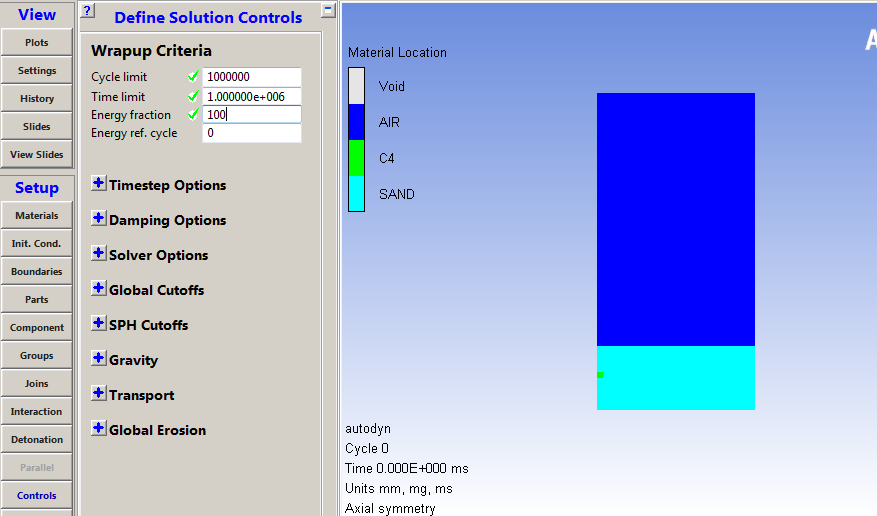 View
Plots
Settings
History
Slides
View Slides
Setup
Materials
Init. Cond.
Boundaries
Parts
Component
Groups
Joins
Interaction
Detonation
Parallel
Controls
?
Define Solution Controls
Wrapup Criteria
Cycle limit 1000000
Time limit 1.000000e+006
Energy fraction 100
Energy ref. cycle 0
Timestep Options
Damping Options
Solver Options
Global Cutoffs
SPH Cutoffs
Gravity
Transport
Global Erosion
A
Material Location
Void
AIR
C4
SAND
autodyn
Cycle 0
Time 0.000E+000 ms
Units mm, mg, ms
Axial symmetry